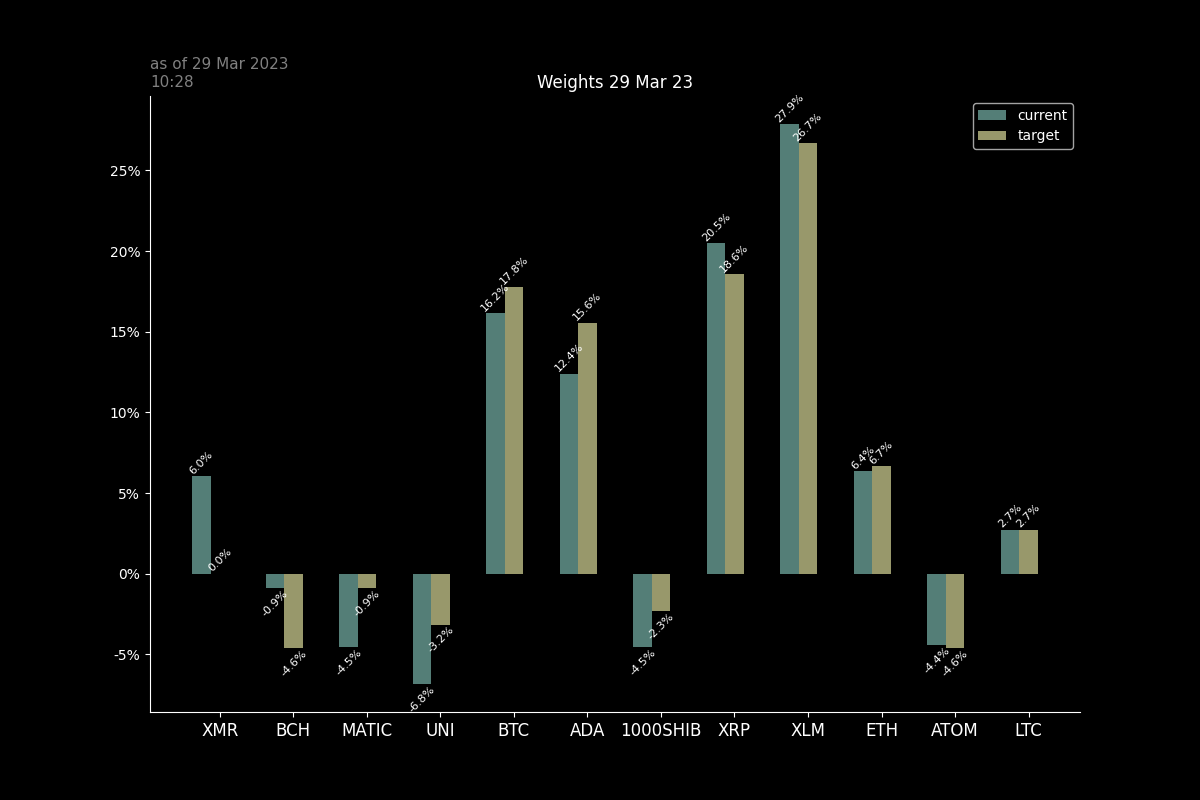 as of 29 Mar 2023
10:28
Weights 29 Mar 23
current
target
25%
20%
15%
10%
5%
0%
-5%
6.0%
0.0%
-0.9%
-4.6%
-4.5%
-0.9%
-6.8%
-3.2%
16.2%
17.8%
12.4%
15.6%
-4.5%
-2.3%
20.5%
18.6%
27.9%
26.7%
6.4%
6.7%
-4.4%
-4.6%
2.7%
2.7%
XMR
BCH
MATIC
UNI
BTC
ADA
1000SHIB
XRP
XLM
ETH
ATOM
LTC